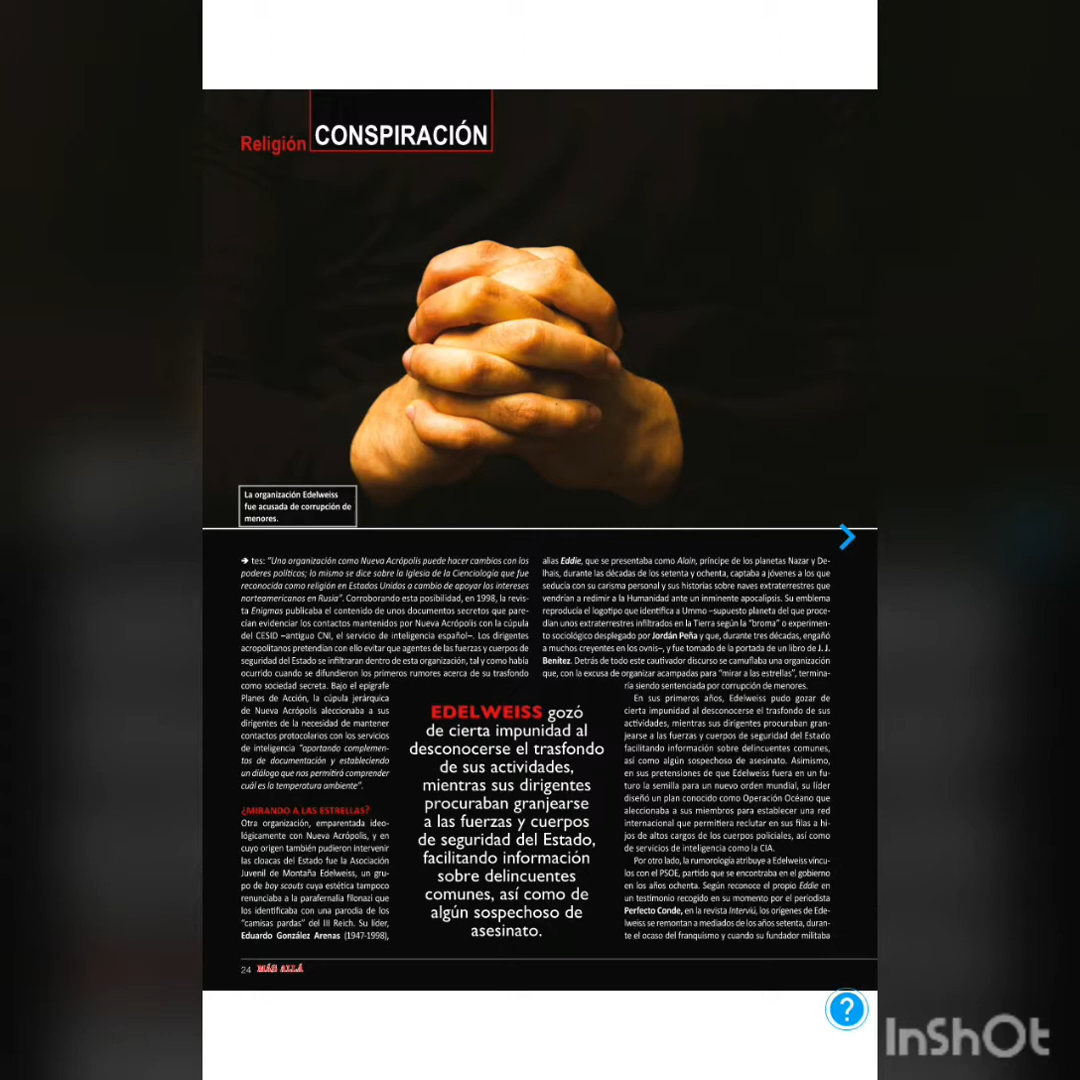 Religión CONSPIRACIÓN
La organización Edelweiss
fue acusada de corrupción de
menores.
➔ tes: "Una organización como Nueva Acrópolis puede hacer cambios con los
poderes políticos; lo mismo se dice sobre la Iglesia de la Cienciología que fue
reconocida como religión en Estados Unidos a cambio de apoyar los intereses
norteamericanos en Rusia". Corroborando esta posibilidad, en 1998, la revis-
ta Enigmas publicaba el contenido de unos documentos secretos que pare-
cían evidenciar los contactos mantenidos por Nueva Acrópolis con la cúpula
del CESID –antiguo CNI, el servicio de inteligencia español–. Los dirigentes
acropolitanos pretendían con ello evitar que agentes de las fuerzas y cuerpos de
seguridad del Estado se infiltraran dentro de esta organización, tal y como había
ocurrido cuando se difundieron los primeros rumores acerca de su trasfondo
como sociedad secreta. Bajo el epígrafe
Planes de Acción, la cúpula jerárquica
de Nueva Acrópolis aleccionaba a sus
dirigentes de la necesidad de mantener
contactos protocolarios con los servicios
de inteligencia "aportando complemen-
tos de documentación y estableciendo
un diálogo que nos permitirá comprender
cuál es la temperatura ambiente".
¿MIRANDO A LAS ESTRELLAS?
Otra organización, emparentada ideo-
lógicamente con Nueva Acrópolis, y en
cuyo origen también pudieron intervenir
las cloacas del Estado fue la Asociación
Juvenil de Montaña Edelweiss, un gru-
po de boy scouts cuya estética tampoco
renunciaba a la parafernalia filonazi que
los identificaba con una parodia de los
"camisas pardas" del III Reich. Su líder,
Eduardo González Arenas (1947-1998),
EDELWEISS gozó
de cierta impunidad al
desconocerse el trasfondo
de sus actividades,
mientras sus dirigentes
procuraban granjearse
a las fuerzas y cuerpos
de seguridad del Estado,
facilitando información
sobre delincuentes
comunes, así como de
algún sospechoso de
asesinato.
alias Eddie, que se presentaba como Alain, príncipe de los planetas Nazar y De-
lhais, durante las décadas de los setenta y ochenta, captaba a jóvenes a los que
seducía con su carisma personal y sus historias sobre naves extraterrestres que
vendrían a redimir a la Humanidad ante un inminente apocalipsis. Su emblema
reproducía el logotipo que identifica a Ummo –supuesto planeta del que proce-
dían unos extraterrestres infiltrados en la Tierra según la "broma" o experimen-
to sociológico desplegado por Jordán Peña y que, durante tres décadas, engañó
a muchos creyentes en los ovnis–, y fue tomado de la portada de un libro de J. J.
Benítez. Detrás de todo este cautivador discurso se camuflaba una organización
que, con la excusa de organizar acampadas para "mirar a las estrellas", termina-
ría siendo sentenciada por corrupción de menores.
En sus primeros años, Edelweiss pudo gozar de
cierta impunidad al desconocerse el trasfondo de sus
actividades, mientras sus dirigentes procuraban gran-
jearse a las fuerzas y cuerpos de seguridad del Estado
facilitando información sobre delincuentes comunes,
así como algún sospechoso de asesinato. Asimismo,
en sus pretensiones de que Edelweiss fuera en un fu-
turo la semilla para un nuevo orden mundial, su líder
diseñó un plan conocido como Operación Océano que
aleccionaba a sus miembros para establecer una red
internacional que permitiera reclutar en sus filas a hi-
jos de altos cargos de los cuerpos policiales, así como
de servicios de inteligencia como la CIA.
Por otro lado, la rumorología atribuye a Edelweiss víncu-
los con el PSOE, partido que se encontraba en el gobierno
en los años ochenta. Según reconoce el propio Eddie en
un testimonio recogido en su momento por el periodista
Perfecto Conde, en la revista Interviú, los orígenes de Ede-
lweiss se remontan a mediados de los años setenta, duran-
te el ocaso del franquismo y cuando su fundador militaba
24 MÁS ALLÁ
?
InShOt